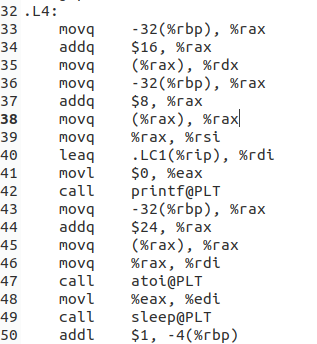 32 .L4:
33 movq -32(%rbp), %rax
34 addq $16, %rax
35 movq (%rax), %rdx
36 movq -32(%rbp), %rax
37 addq $8, %rax
38 movq (%rax), %rax
39 movq %rax, %rsi
40 leaq .LC1(%rip), %rdi
41 movl $0, %eax
42 call printf@PLT
43 movq -32(%rbp), %rax
44 addq $24, %rax
45 movq (%rax), %rax
46 movq %rax, %rdi
47 call atoi@PLT
48 movl %eax, %edi
49 call sleep@PLT
50 addl $1, -4(%rbp)